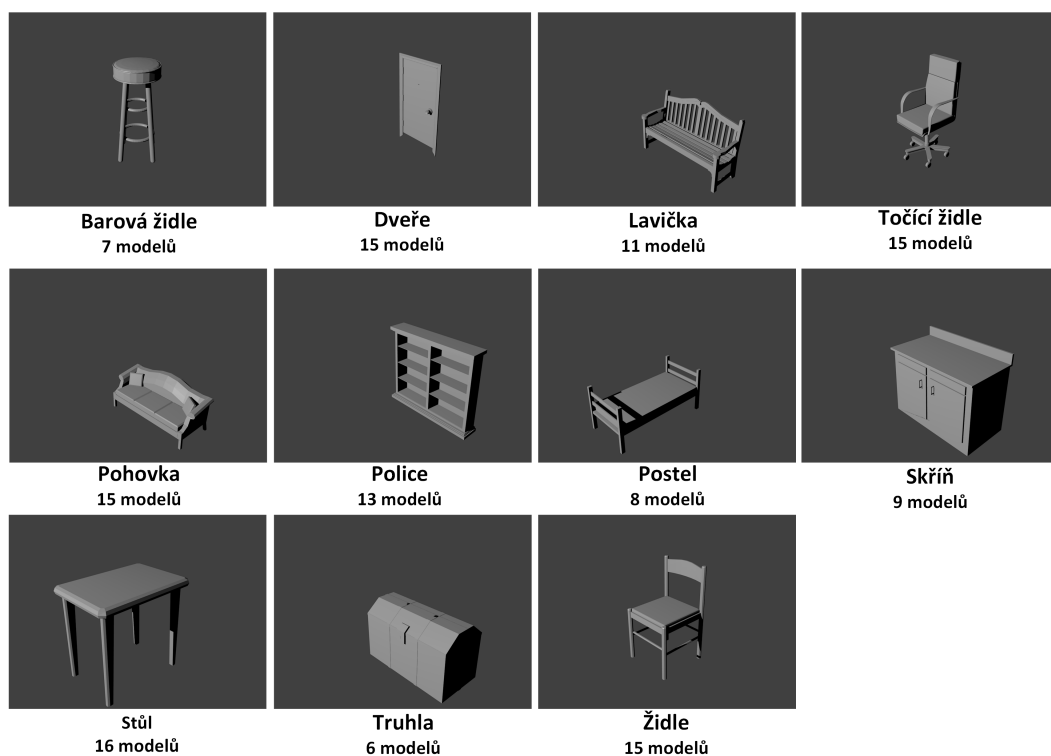 Barová židle
7 modelů
Dveře
15 modelů
Lavička
11 modelů
Točící židle
15 modelů
Pohovka
15 modelů
Police
13 modelů
Postel
8 modelů
Skříň
9 modelů
Stůl
16 modelů
Truhla
6 modelů
Židle
15 modelů